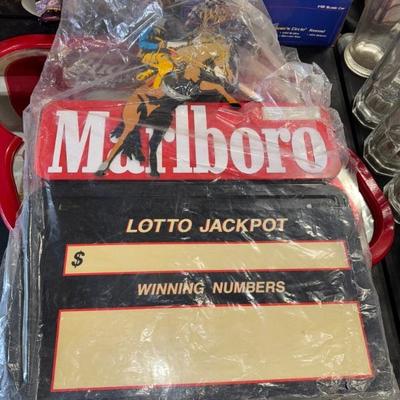 Marlboro
LOTTO JACKPOT
$
WINNING NUMBERS